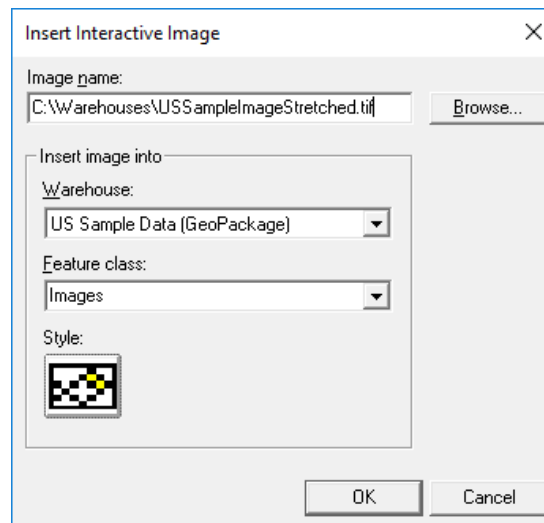 Insert Interactive Image
Image name:
C:\Warehouses\USSampleImageStretched.tif
Browse...
Insert image into
Warehouse:
US Sample Data (GeoPackage)
Feature class:
Images
Style:
OK
Cancel